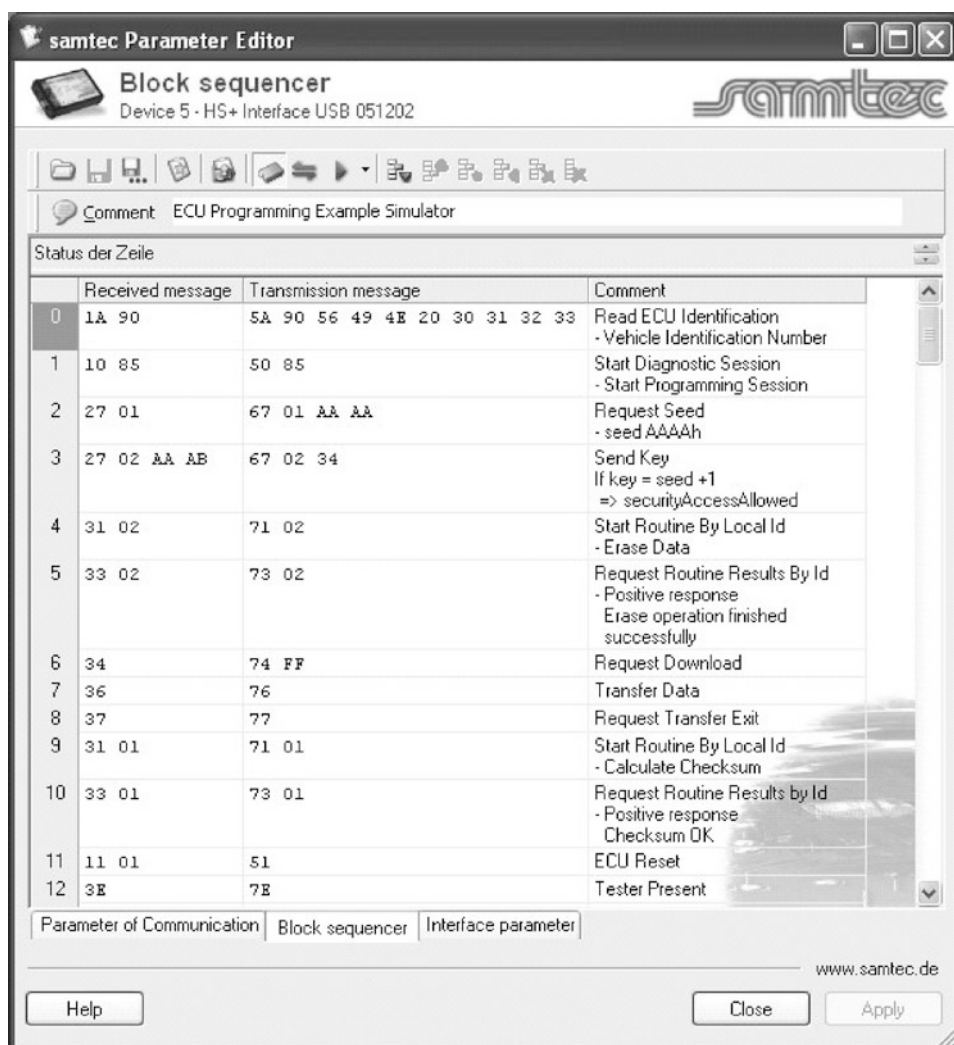 samtec Parameter Editor
Block sequencer
Device 5 - HS+ Interface USB 051202
samtec
Comment ECU Programming Example Simulator
Status der Zeile
Received message Transmission message Comment
0 1A 90 5A 90 56 49 4E 20 30 31 32 33 Read ECU Identification
- Vehicle Identification Number
1 10 85 50 85 Start Diagnostic Session
- Start Programming Session
2 27 01 67 01 AA AA Request Seed
- seed AAAAh
3 27 02 AA AB 67 02 34 Send Key
If key = seed +1
=> securityAccessAllowed
4 31 02 71 02 Start Routine By Local Id
- Erase Data
5 33 02 73 02 Request Routine Results By Id
- Positive response
Erase operation finished
successfully
6 34 74 FF Request Download
7 36 76 Transfer Data
8 37 77 Request Transfer Exit
9 31 01 71 01 Start Routine By Local Id
- Calculate Checksum
10 33 01 73 01 Request Routine Results by Id
- Positive response
Checksum OK
11 11 01 51 ECU Reset
12 3E 7E Tester Present
Parameter of Communication Block sequencer Interface parameter
www.samtec.de
Help Close Apply